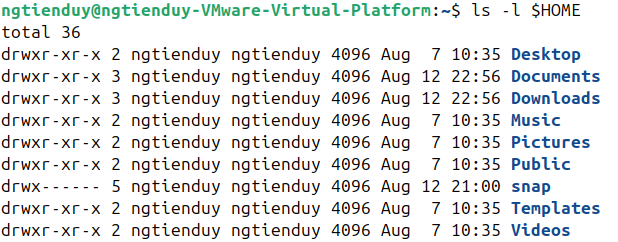 ngtienduy@ngtienduy-VMware-Virtual-Platform:~$ ls -l $HOME
total 36
drwxr-xr-x 2 ngtienduy ngtienduy 4096 Aug  7 10:35 Desktop
drwxr-xr-x 3 ngtienduy ngtienduy 4096 Aug 12 22:56 Documents
drwxr-xr-x 3 ngtienduy ngtienduy 4096 Aug 12 22:56 Downloads
drwxr-xr-x 2 ngtienduy ngtienduy 4096 Aug  7 10:35 Music
drwxr-xr-x 2 ngtienduy ngtienduy 4096 Aug  7 10:35 Pictures
drwxr-xr-x 2 ngtienduy ngtienduy 4096 Aug  7 10:35 Public
drwx------ 5 ngtienduy ngtienduy 4096 Aug 12 21:00 snap
drwxr-xr-x 2 ngtienduy ngtienduy 4096 Aug  7 10:35 Templates
drwxr-xr-x 2 ngtienduy ngtienduy 4096 Aug  7 10:35 Videos